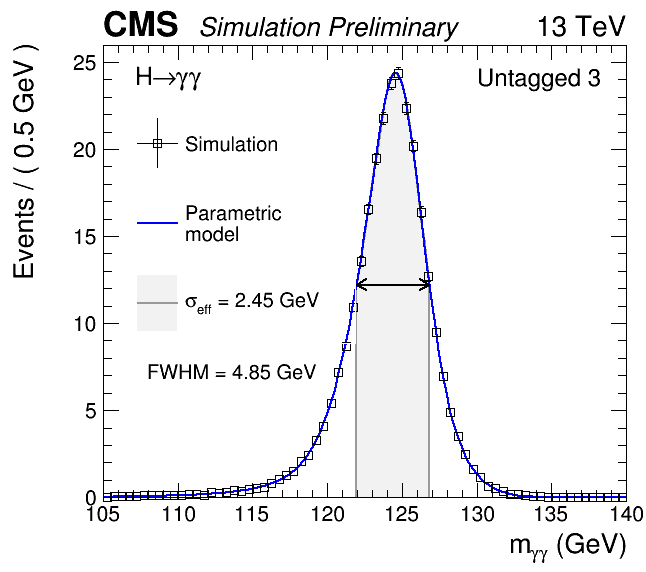 CMS Simulation Preliminary 13 TeV
Events / ( 0.5 GeV )
H→γγ
Untagged 3
Simulation
Parametric
model
σeff = 2.45 GeV
FWHM = 4.85 GeV
25
20
15
10
5
0
105 110 115 120 125 130 135 140
mγγ (GeV)